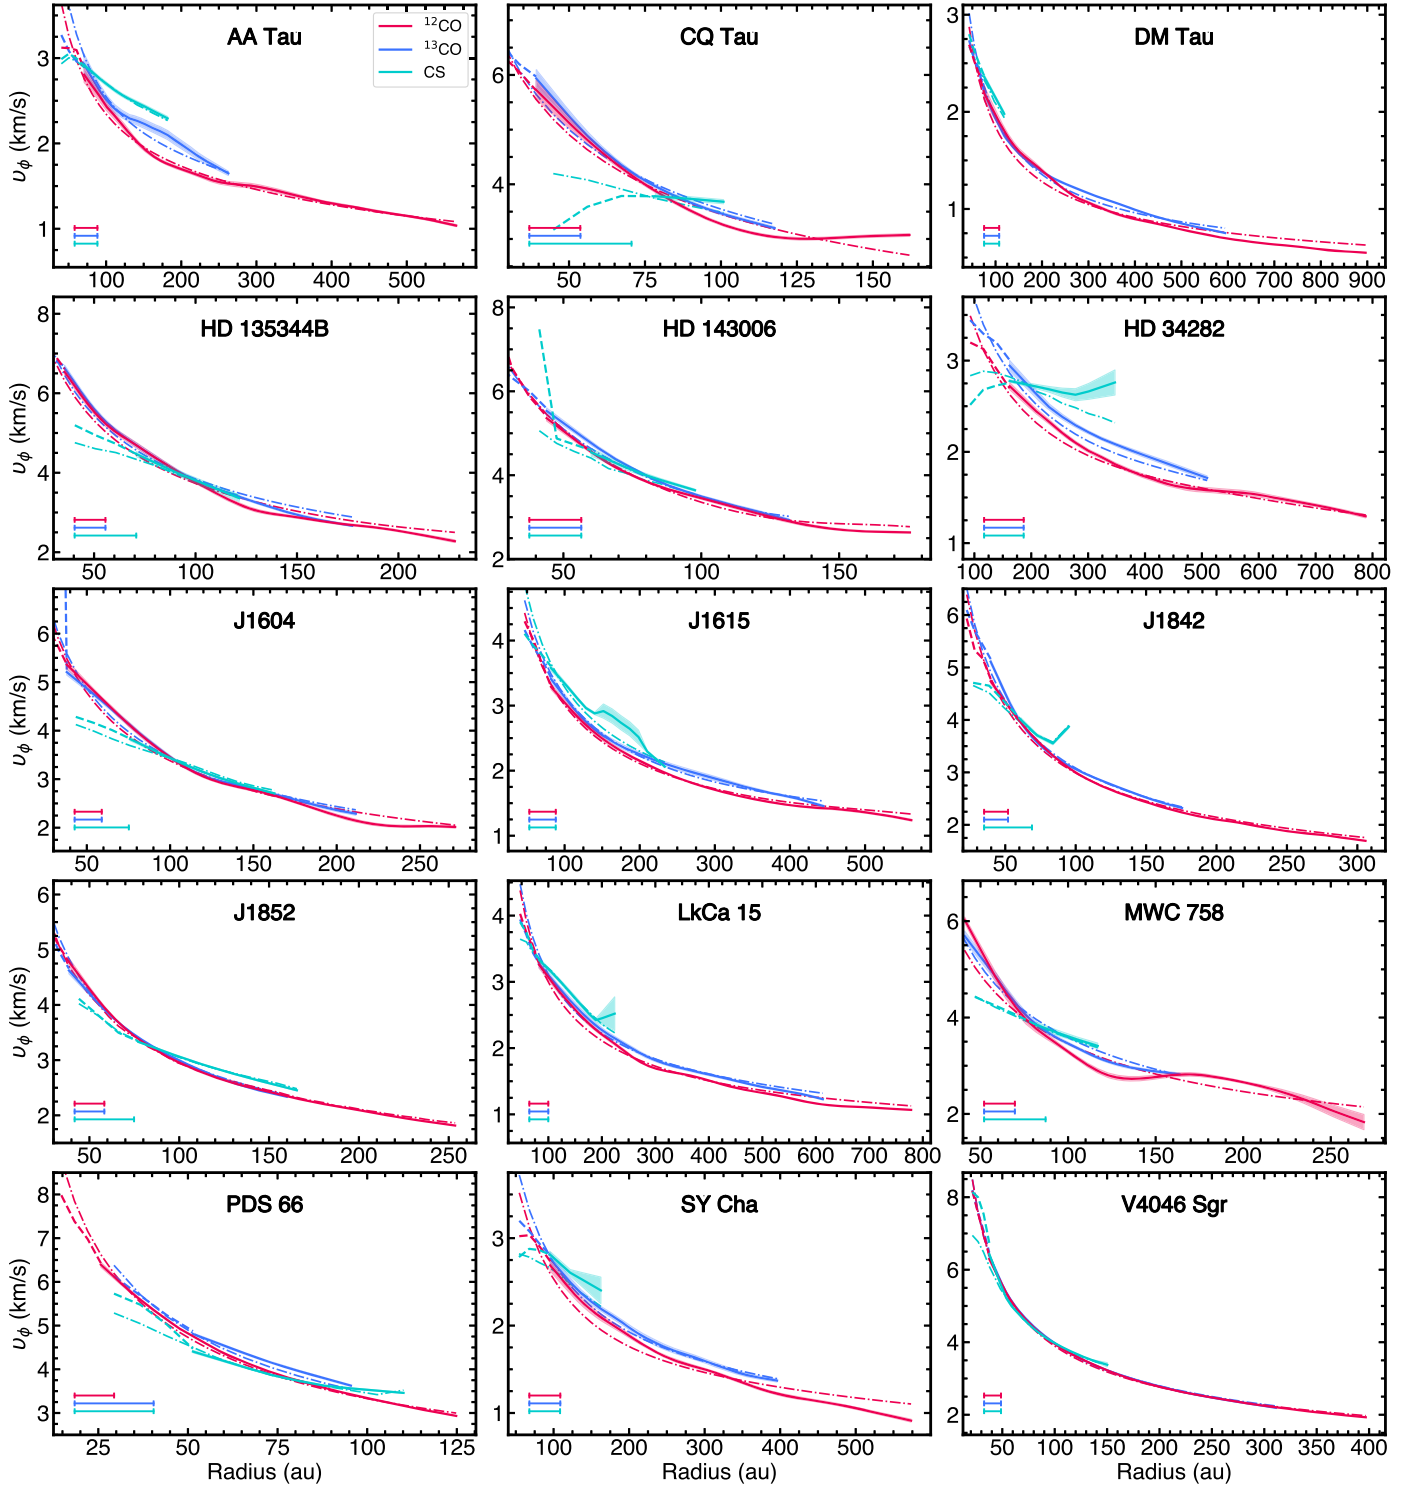 AA Tau
¹²CO
¹³CO
CS
υϕ (km/s)
3
2
1
100 200 300 400 500
CQ Tau
6
4
50 75 100 125 150
DM Tau
3
2
1
100 200 300 400 500 600 700 800 900
HD 135344B
υϕ (km/s)
8
6
4
2
50 100 150 200
HD 143006
8
6
4
2
50 100 150
HD 34282
3
2
1
100 200 300 400 500 600 700 800
J1604
υϕ (km/s)
6
5
4
3
2
50 100 150 200 250
J1615
4
3
2
1
100 200 300 400 500
J1842
6
5
4
3
2
50 100 150 200 250 300
J1852
υϕ (km/s)
6
5
4
3
2
50 100 150 200 250
LkCa 15
4
3
2
1
100 200 300 400 500 600 700 800
MWC 758
6
4
2
50 100 150 200 250
PDS 66
υϕ (km/s)
8
7
6
5
4
3
25 50 75 100 125
Radius (au)
SY Cha
3
2
1
100 200 300 400 500
Radius (au)
V4046 Sgr
8
6
4
2
50 100 150 200 250 300 350 400
Radius (au)